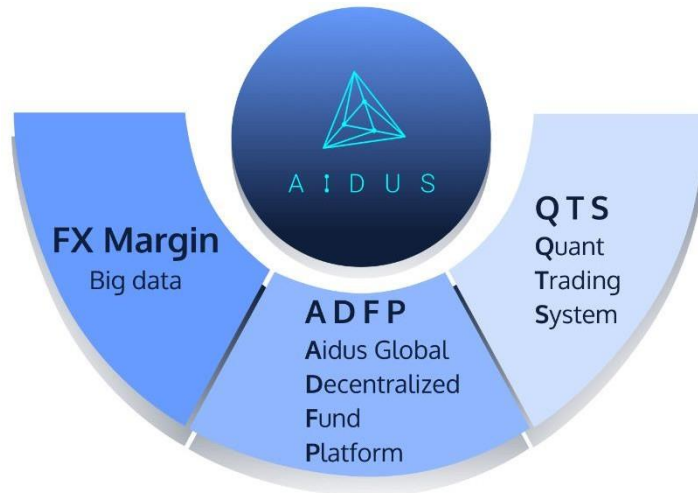 AIDUS
FX Margin
Big data
ADFP
Aidus Global
Decentralized
Fund
Platform
QTS
Quant
Trading
System